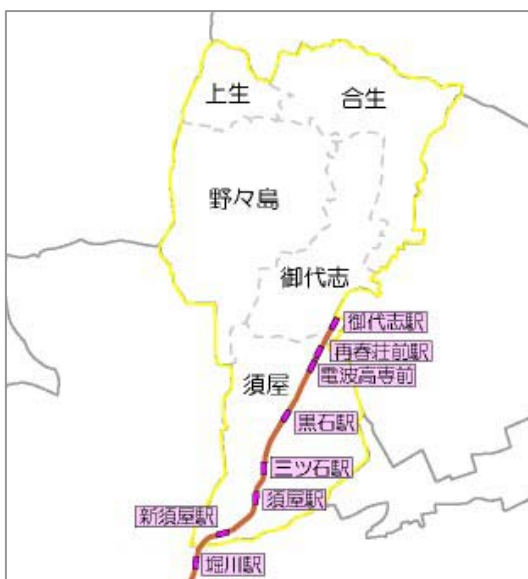 上生
合生
野々島
御代志
御代志駅
再春荘前駅
電波高専前
須屋
黒石駅
三ツ石駅
須屋駅
新須屋駅
堀川駅